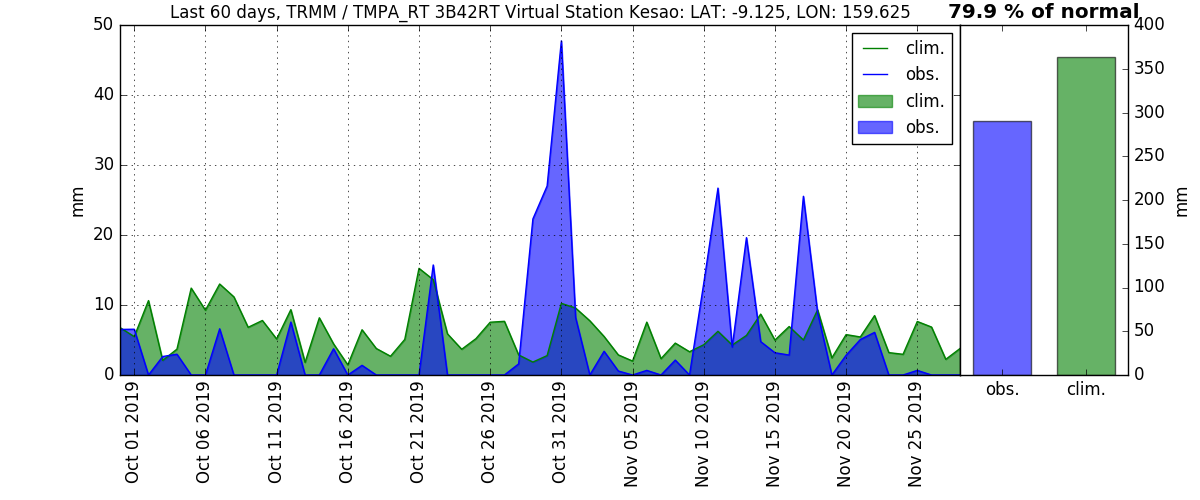 Last 60 days, TRMM / TMPA_RT 3B42RT Virtual Station Kesao: LAT: -9.125, LON: 159.625
79.9 % of normal
50
40
30
20
10
0
mm
clim.
obs.
clim.
obs.
400
350
300
250
200
150
100
50
0
mm
Oct 01 2019
Oct 06 2019
Oct 11 2019
Oct 16 2019
Oct 21 2019
Oct 26 2019
Oct 31 2019
Nov 05 2019
Nov 10 2019
Nov 15 2019
Nov 20 2019
Nov 25 2019
obs.
clim.